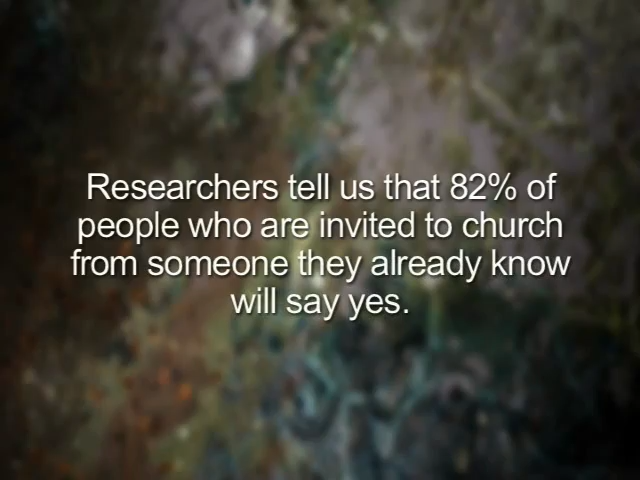 Researchers tell us that 82% of
people who are invited to church
from someone they already know
will say yes.